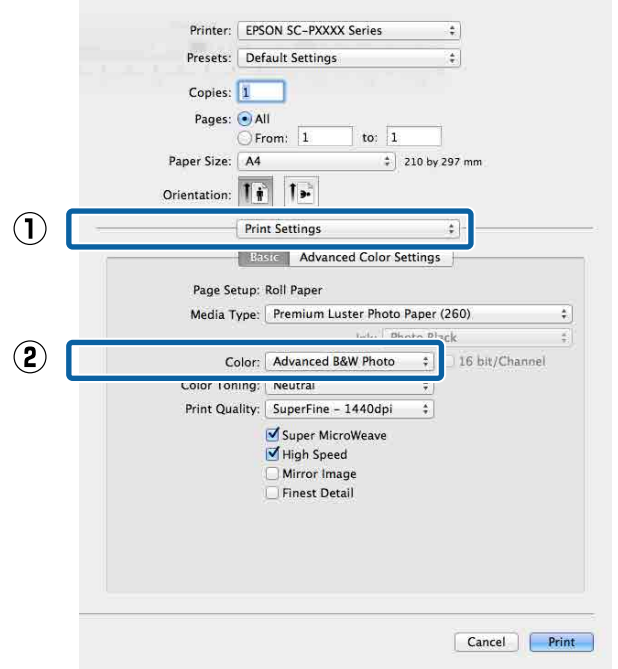 Printer: EPSON SC-PXXXX Series
Presets: Default Settings
Copies: 1
Pages: All
From: 1 to: 1
Paper Size: A4 210 by 297 mm
Orientation:
① Print Settings
Basic Advanced Color Settings
Page Setup: Roll Paper
Media Type: Premium Luster Photo Paper (260)
Ink: Photo Black
② Color: Advanced B&W Photo 16 bit/Channel
Color Toning: Neutral
Print Quality: SuperFine – 1440dpi
Super MicroWeave
High Speed
Mirror Image
Finest Detail
Cancel Print